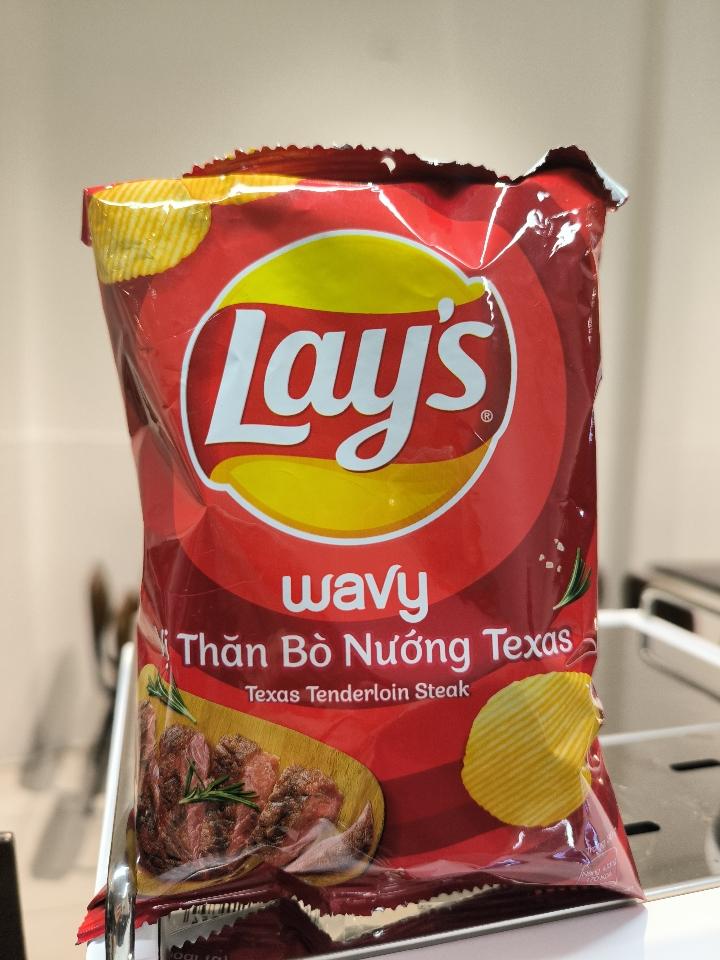 Lay's®
wavy
Thăn Bò Nướng Texas
Texas Tenderloin Steak